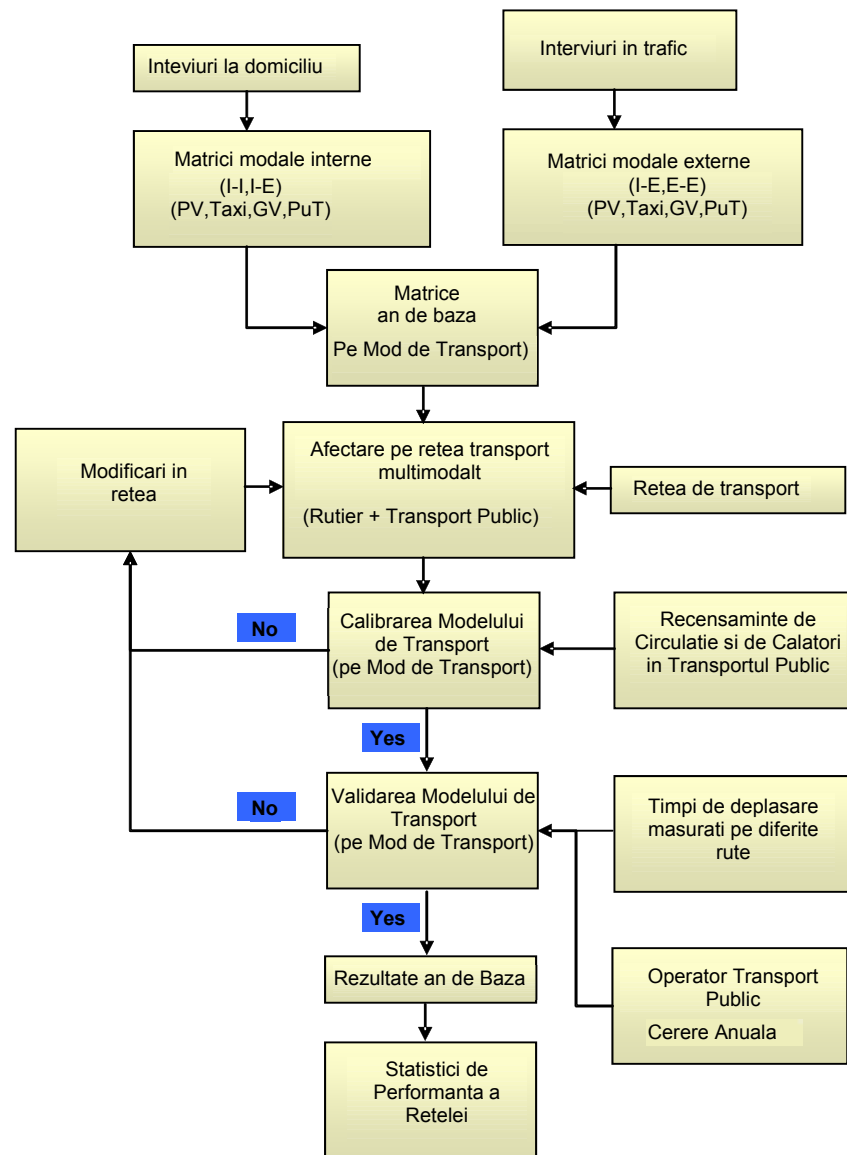 Inteviuri la domiciliu
Interviuri in trafic
Matrici modale interne
(I-I,I-E)
(PV,Taxi,GV,PuT)
Matrici modale externe
(I-E,E-E)
(PV,Taxi,GV,PuT)
Matrice
an de baza
Pe Mod de Transport)
Modificari in
retea
Afectare pe retea transport
multimodalt
(Rutier + Transport Public)
Retea de transport
No
Calibrarea Modelului
de Transport
(pe Mod de Transport)
Recensaminte de
Circulatie si de Calatori
in Transportul Public
Yes
No
Validarea Modelului de
Transport
(pe Mod de Transport)
Timpi de deplasare
masurati pe diferite
rute
Yes
Rezultate an de Baza
Operator Transport
Public
Cerere Anuala
Statistici de
Performanta a
Retelei